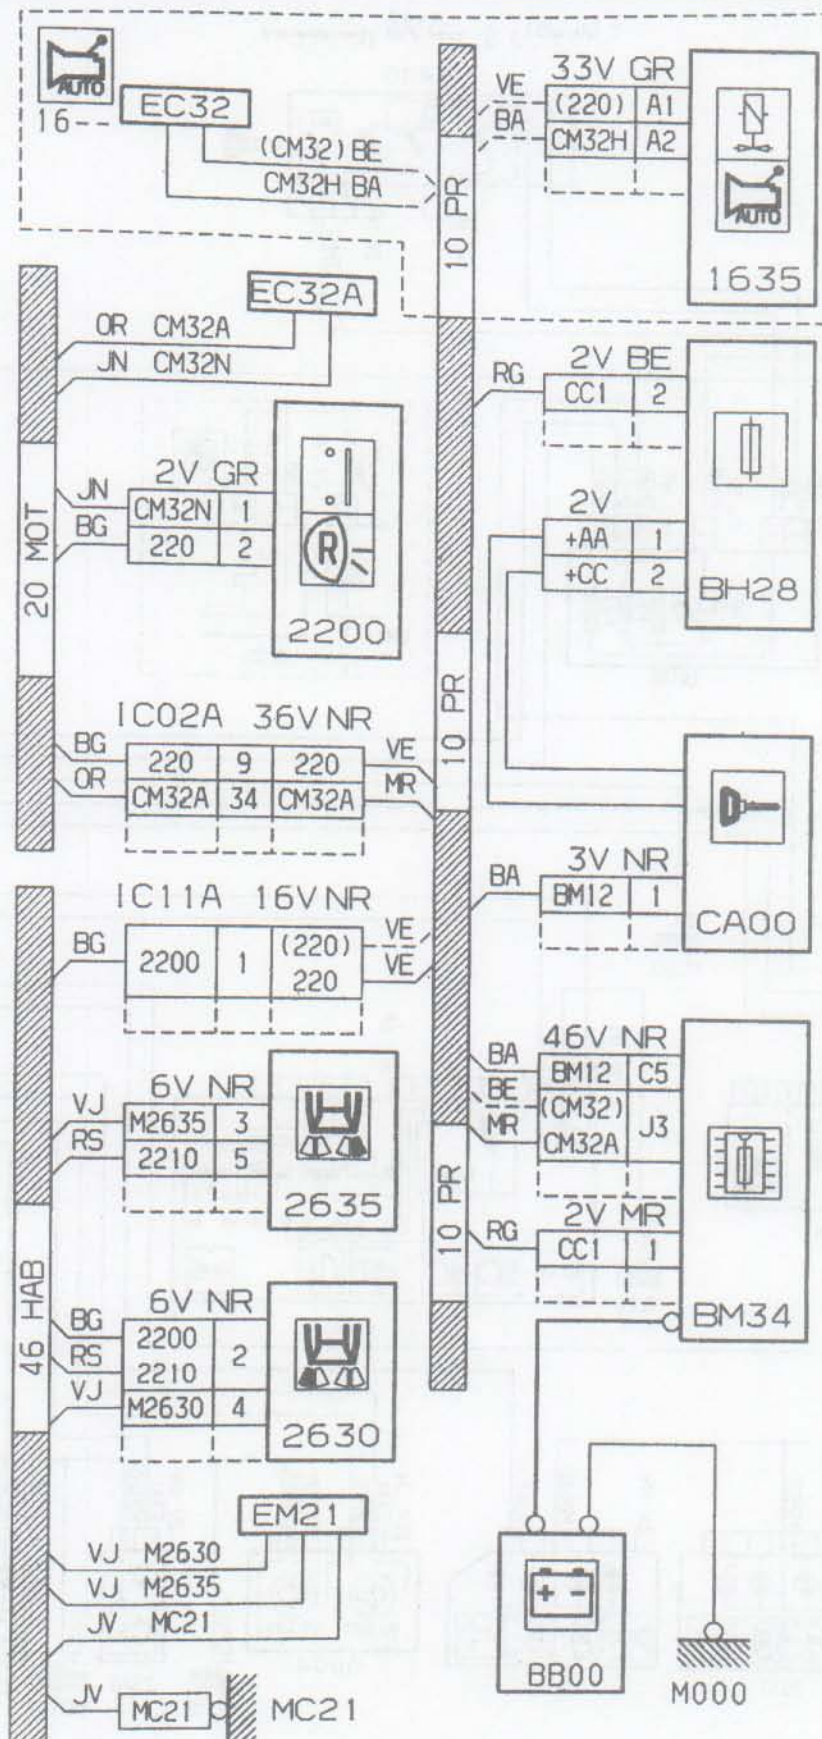 AUTO
16--
EC32
(CM32) BE
CM32H BA
10 PR
VE
BA
33V GR
(220) A1
CM32H A2
AUTO
1635
EC32A
OR CM32A
JN CM32N
20 MOT
JN
BG
2V GR
CM32N 1
220 2
R
2200
RG
2V BE
CC1 2
2V
+AA 1
+CC 2
BH28
10 PR
IC02A 36V NR
BG 220 9 220 VE
OR CM32A 34 CM32A MR
CA00
BA
3V NR
BM12 1
IC11A 16V NR
BG 2200 1 (220) VE
220 VE
46 HAB
6V NR
VJ M2635 3
RS 2210 5
2635
10 PR
46V NR
BA BM12 C5
BE (CM32)
MR CM32A J3
2V MR
RG CC1 1
BM34
6V NR
BG 2200
RS 2210 2
VJ M2630 4
2630
EM21
VJ M2630
VJ M2635
JV MC21
JV MC21 MC21
+ -
BB00
M000